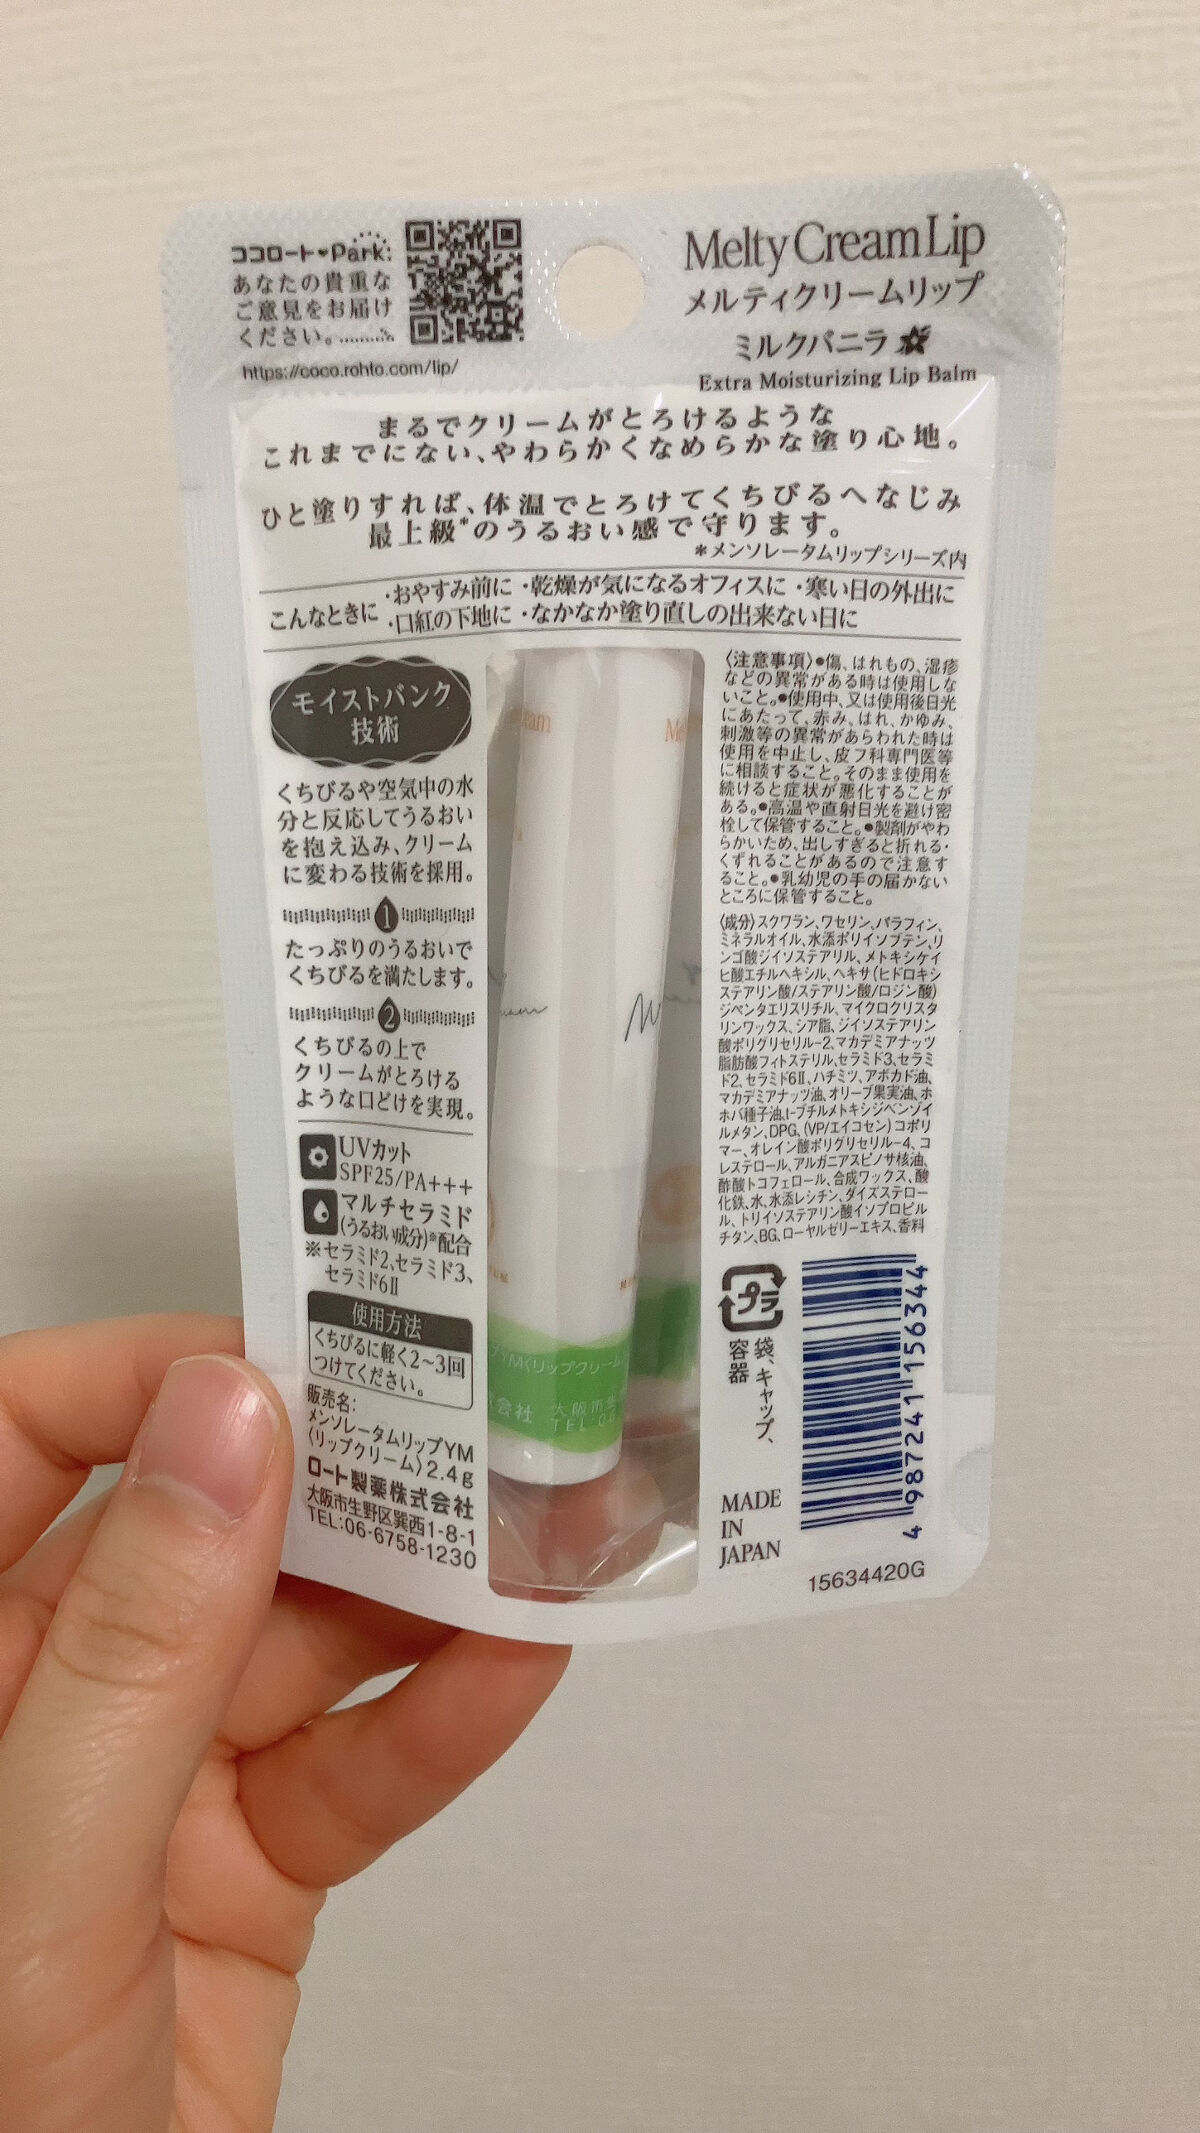 ココロート Park:
あなたの貴重な
ご意見をお届け
ください。
https://coco.rohto.com/lip/
Melty Cream Lip
メルティクリームリップ
ミルクバニラ
Extra Moisturizing Lip Balm
まるでクリームがとろけるような
これまでにない、やわらかくなめらかな塗り心地。
ひと塗りすれば、体温でとろけてくちびるへなじみ
最上級*のうるおい感で守ります。
*メンソレータムリップシリーズ内
こんなときに
・おやすみ前に ・乾燥が気になるオフィスに ・寒い日の外出に
・口紅の下地に ・なかなか塗り直しの出来ない日に
モイストバンク
技術
くちびるや空気中の水
分と反応してうるおい
を抱え込み、クリーム
に変わる技術を採用。
1
たっぷりのうるおいで
くちびるを満たします。
2
くちびるの上で
クリームがとろける
ような口どけを実現。
UVカット
SPF25/PA+++
マルチセラミド
(うるおい成分)※配合
※セラミド2、セラミド3、
セラミド6Ⅱ
使用方法
くちびるに軽く2~3回
つけてください。
販売名:
メンソレータムリップYM
〈リップクリーム〉2.4g
ロート製薬株式会社
大阪市生野区巽西1-8-1
TEL:06-6758-1230
〈注意事項〉●傷、はれもの、湿疹
などの異常がある時は使用しな
いこと。●使用中、又は使用後日光
にあたって、赤み、はれ、かゆみ、
刺激等の異常があらわれた時は
使用を中止し、皮フ科専門医等
に相談すること。そのまま使用を
続けると症状が悪化することが
ある。●高温や直射日光を避け密
栓して保管すること。●製剤がやわ
らかいため、出しすぎると折れる・
くずれることがあるので注意す
ること。●乳幼児の手の届かない
ところに保管すること。
〈成分〉スクワラン、ワセリン、パラフィン、
ミネラルオイル、水添ポリイソブテン、リ
ンゴ酸ジイソステアリル、メトキシケイ
ヒ酸エチルヘキシル、ヘキサ(ヒドロキシ
ステアリン酸/ステアリン酸/ロジン酸)
ジペンタエリスリチル、マイクロクリスタ
リンワックス、シア脂、ジイソステアリン
酸ポリグリセリル-2、マカデミアナッツ
脂肪酸フィトステリル、セラミド3、セラミ
ド2、セラミド6Ⅱ、ハチミツ、アボカド油、
マカデミアナッツ油、オリーブ果実油、ホ
ホバ種子油、t-ブチルメトキシジベンゾイ
ルメタン、DPG、(VP/エイコセン)コポリ
マー、オレイン酸ポリグリセリル-4、コ
レステロール、アルガニアスピノサ核油、
酢酸トコフェロール、合成ワックス、酸
化鉄、水、水添レシチン、ダイズステロー
ル、トリイソステアリン酸イソプロピル
チタン、BG、ローヤルゼリーエキス、香料
プラ
袋、キャップ、
容器
MADE
IN
JAPAN
4 987241 156344
15634420G
YM〈リップクリーム
会社 大阪市生
TEL:06